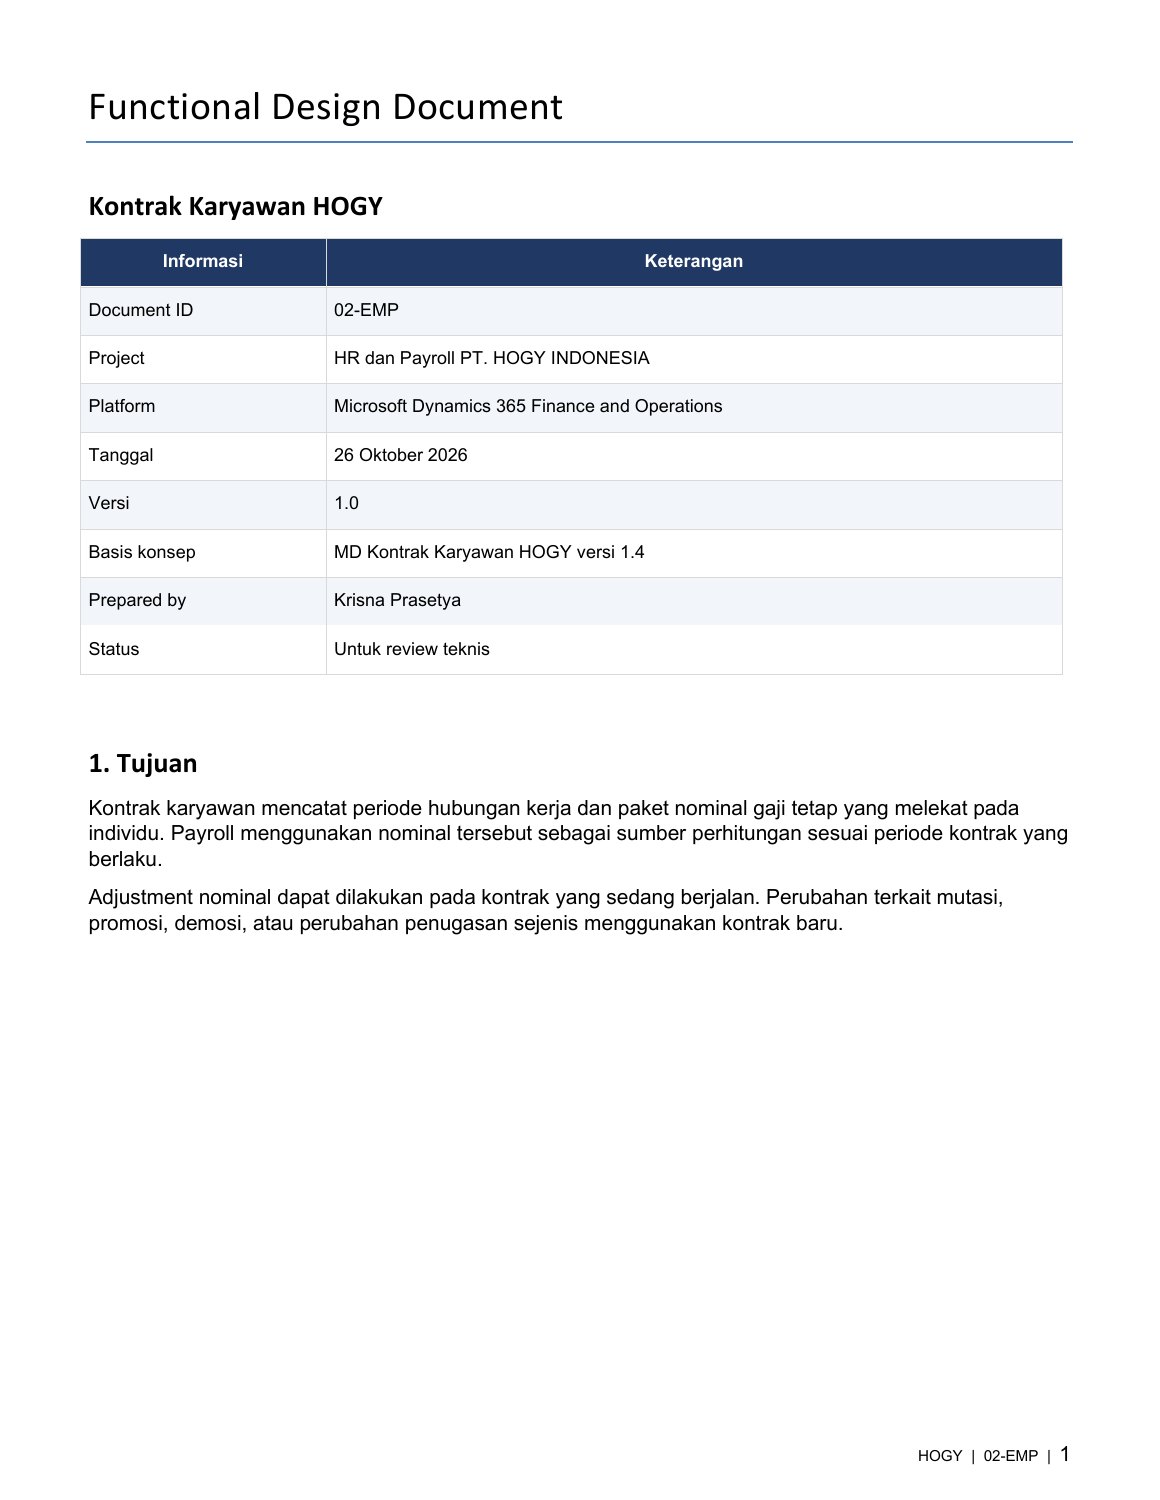 Functional Design Document
Kontrak Karyawan HOGY
Informasi Keterangan
Document ID 02-EMP
Project HR dan Payroll PT. HOGY INDONESIA
Platform Microsoft Dynamics 365 Finance and Operations
Tanggal 26 Oktober 2026
Versi 1.0
Basis konsep MD Kontrak Karyawan HOGY versi 1.4
Prepared by Krisna Prasetya
Status Untuk review teknis
1. Tujuan
Kontrak karyawan mencatat periode hubungan kerja dan paket nominal gaji tetap yang melekat pada
individu. Payroll menggunakan nominal tersebut sebagai sumber perhitungan sesuai periode kontrak yang
berlaku.
Adjustment nominal dapat dilakukan pada kontrak yang sedang berjalan. Perubahan terkait mutasi,
promosi, demosi, atau perubahan penugasan sejenis menggunakan kontrak baru.
HOGY | 02-EMP | 1